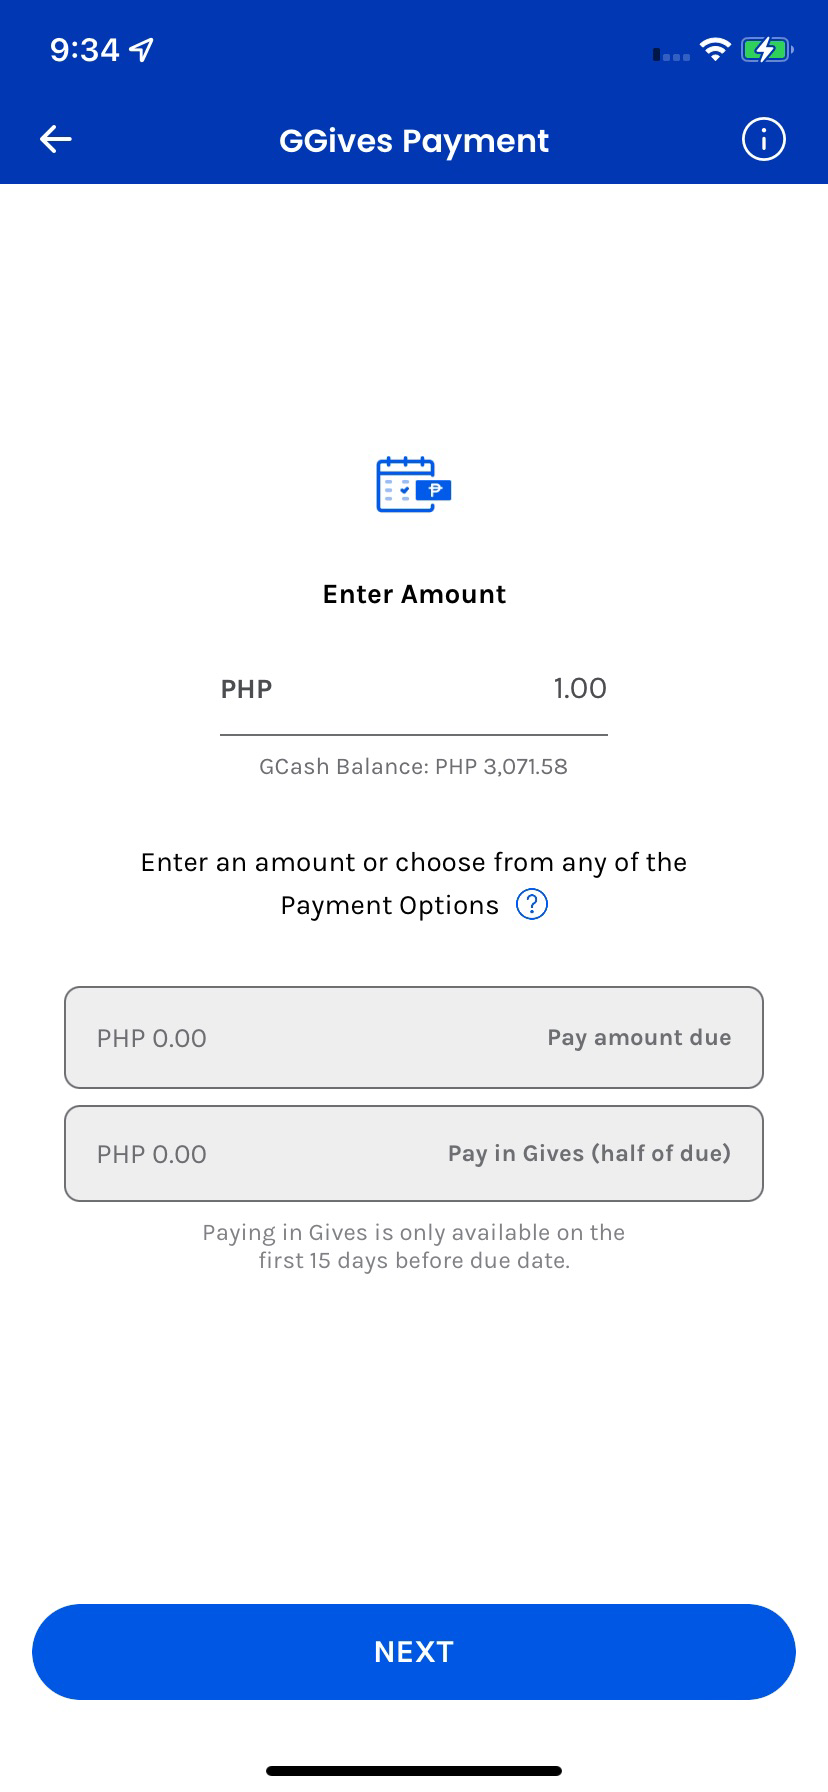 9:34
GGives Payment
Enter Amount
PHP 1.00
GCash Balance: PHP 3,071.58
Enter an amount or choose from any of the
Payment Options
PHP 0.00 Pay amount due
PHP 0.00 Pay in Gives (half of due)
Paying in Gives is only available on the
first 15 days before due date.
NEXT